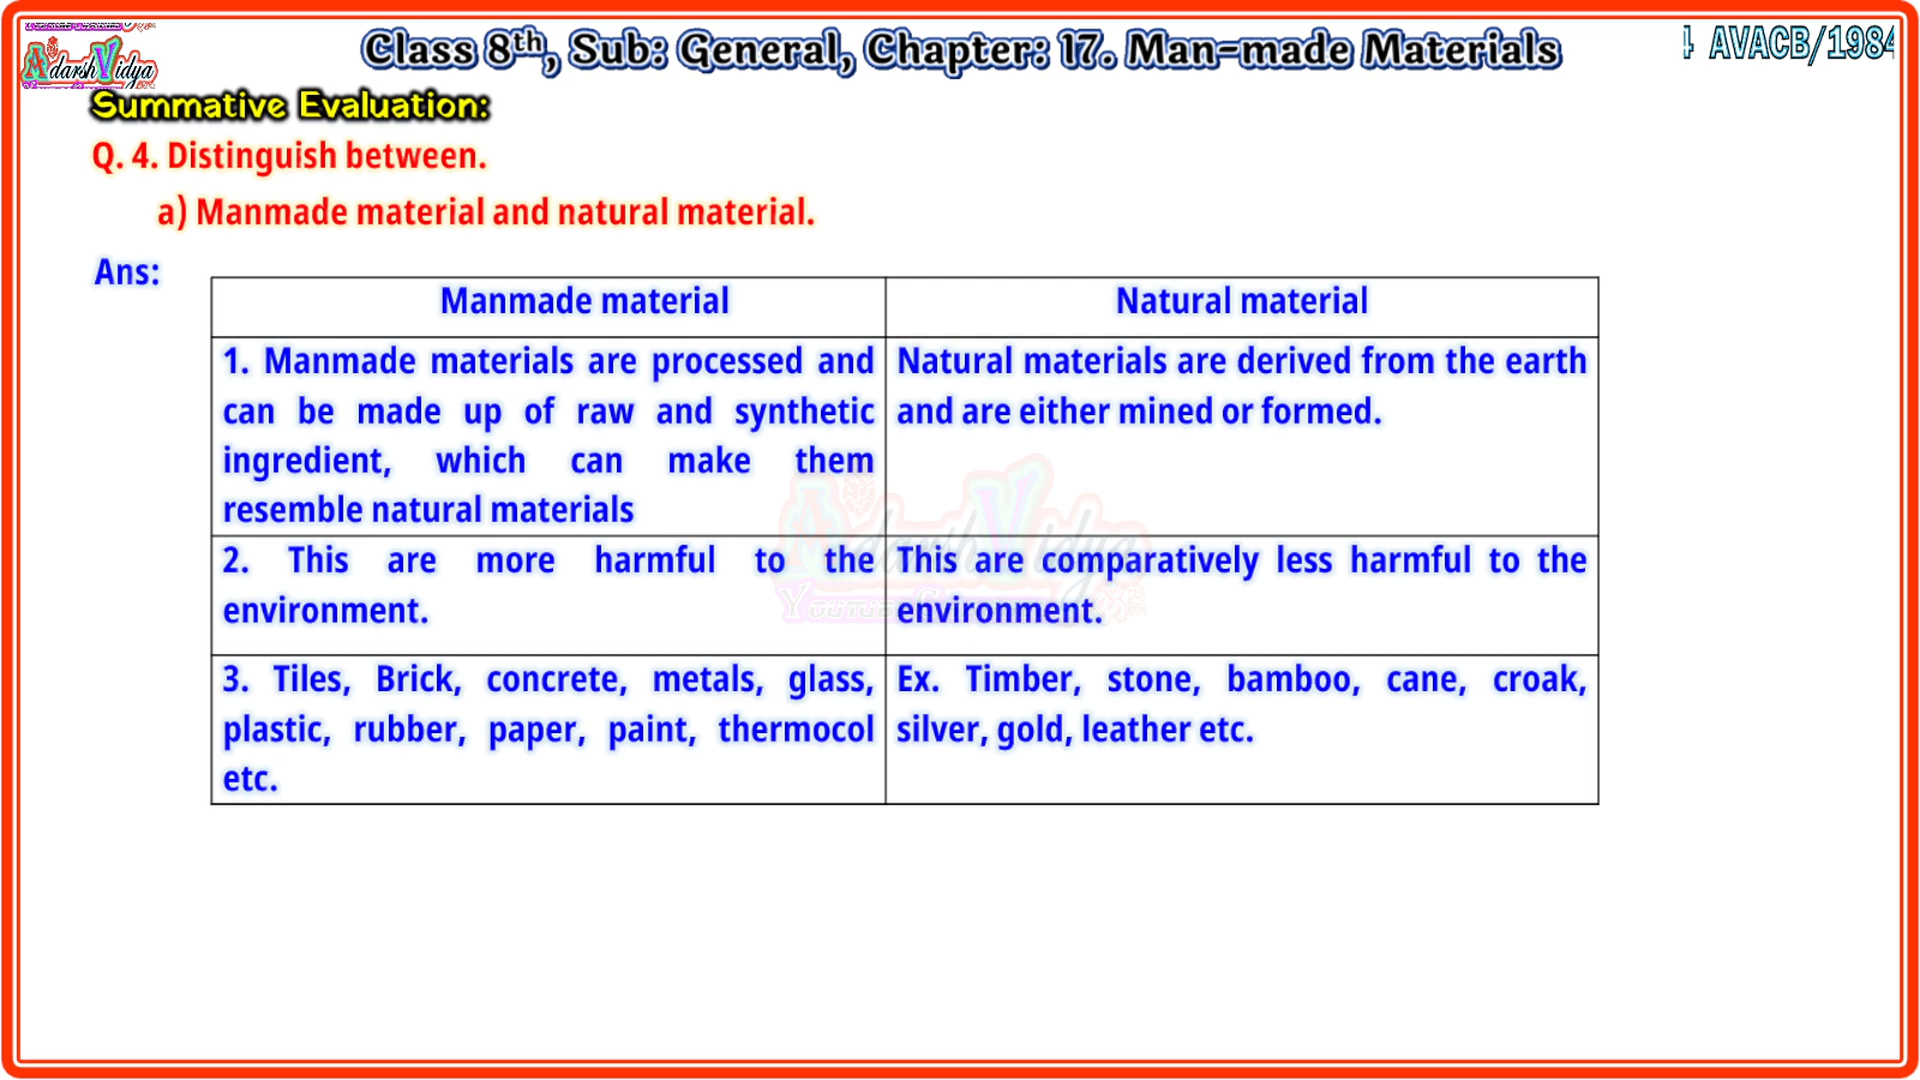 Adarsh Vidya
Class 8th, Sub: General, Chapter: 17. Man-made Materials
AVACB/1984
Summative Evaluation:
Q. 4. Distinguish between.
a) Manmade material and natural material.
Ans:
Manmade material
Natural material
1. Manmade materials are processed and
can be made up of raw and synthetic
ingredient, which can make them
resemble natural materials
Natural materials are derived from the earth
and are either mined or formed.
2. This are more harmful to the
environment.
This are comparatively less harmful to the
environment.
3. Tiles, Brick, concrete, metals, glass,
plastic, rubber, paper, paint, thermocol
etc.
Ex. Timber, stone, bamboo, cane, croak,
silver, gold, leather etc.
Adarsh Vidya